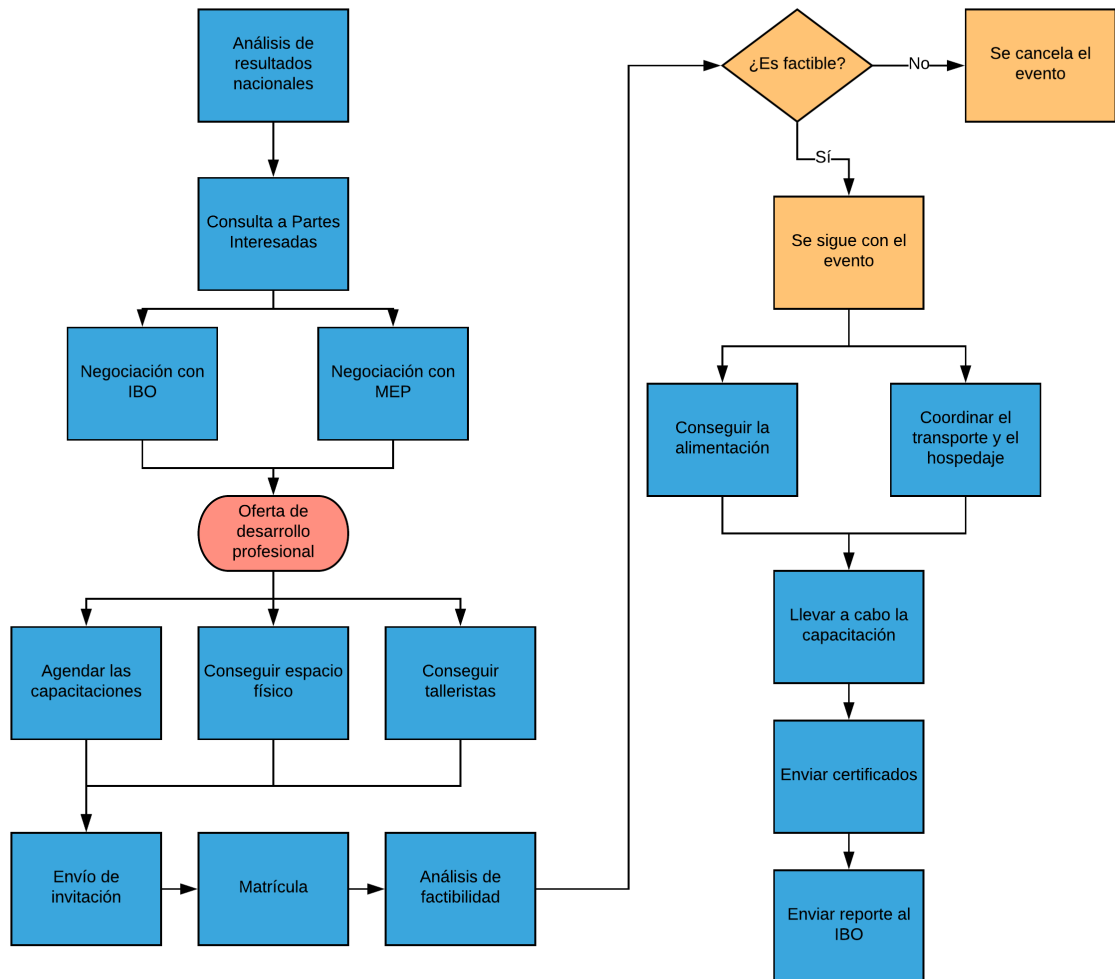 Análisis de
resultados
nacionales
Consulta a Partes
Interesadas
Negociación con
IBO
Negociación con
MEP
Oferta de
desarrollo
profesional
Agendar las
capacitaciones
Conseguir espacio
físico
Conseguir
talleristas
Envío de
invitación
Matrícula
Análisis de
factibilidad
¿Es factible?
No
Se cancela el
evento
Sí
Se sigue con el
evento
Conseguir la
alimentación
Coordinar el
transporte y el
hospedaje
Llevar a cabo la
capacitación
Enviar certificados
Enviar reporte al
IBO